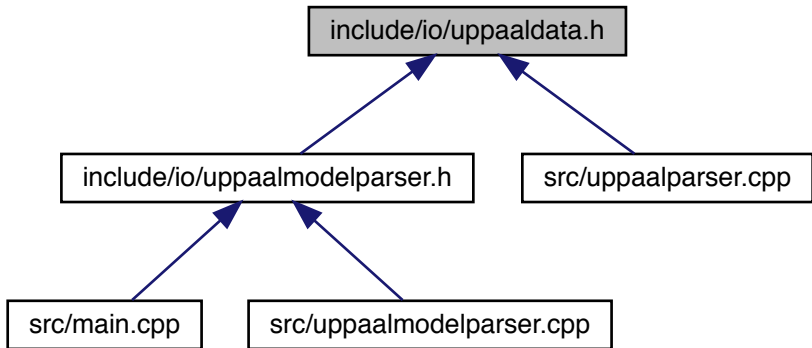 include/io/uppaaldata.h
include/io/uppaalmodelparser.h
src/uppaalparser.cpp
src/main.cpp
src/uppaalmodelparser.cpp